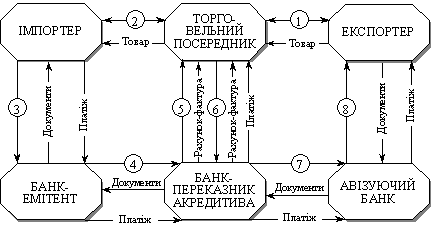 ІМПОРТЕР
2
ТОРГО-
ВЕЛЬНИЙ
ПОСЕРЕДНИК
1
ЕКСПОРТЕР
Товар
Товар
3
Документи
Платіж
5
Рахунок-фактура
6
Рахунок-фактура
Платіж
8
Документи
Платіж
4
7
БАНК-
ЕМІТЕНТ
Документи
БАНК-
ПЕРЕКАЗНИК
АКРЕДИТИВА
Документи
АВІЗУЮЧИЙ
БАНК
Платіж
Платіж